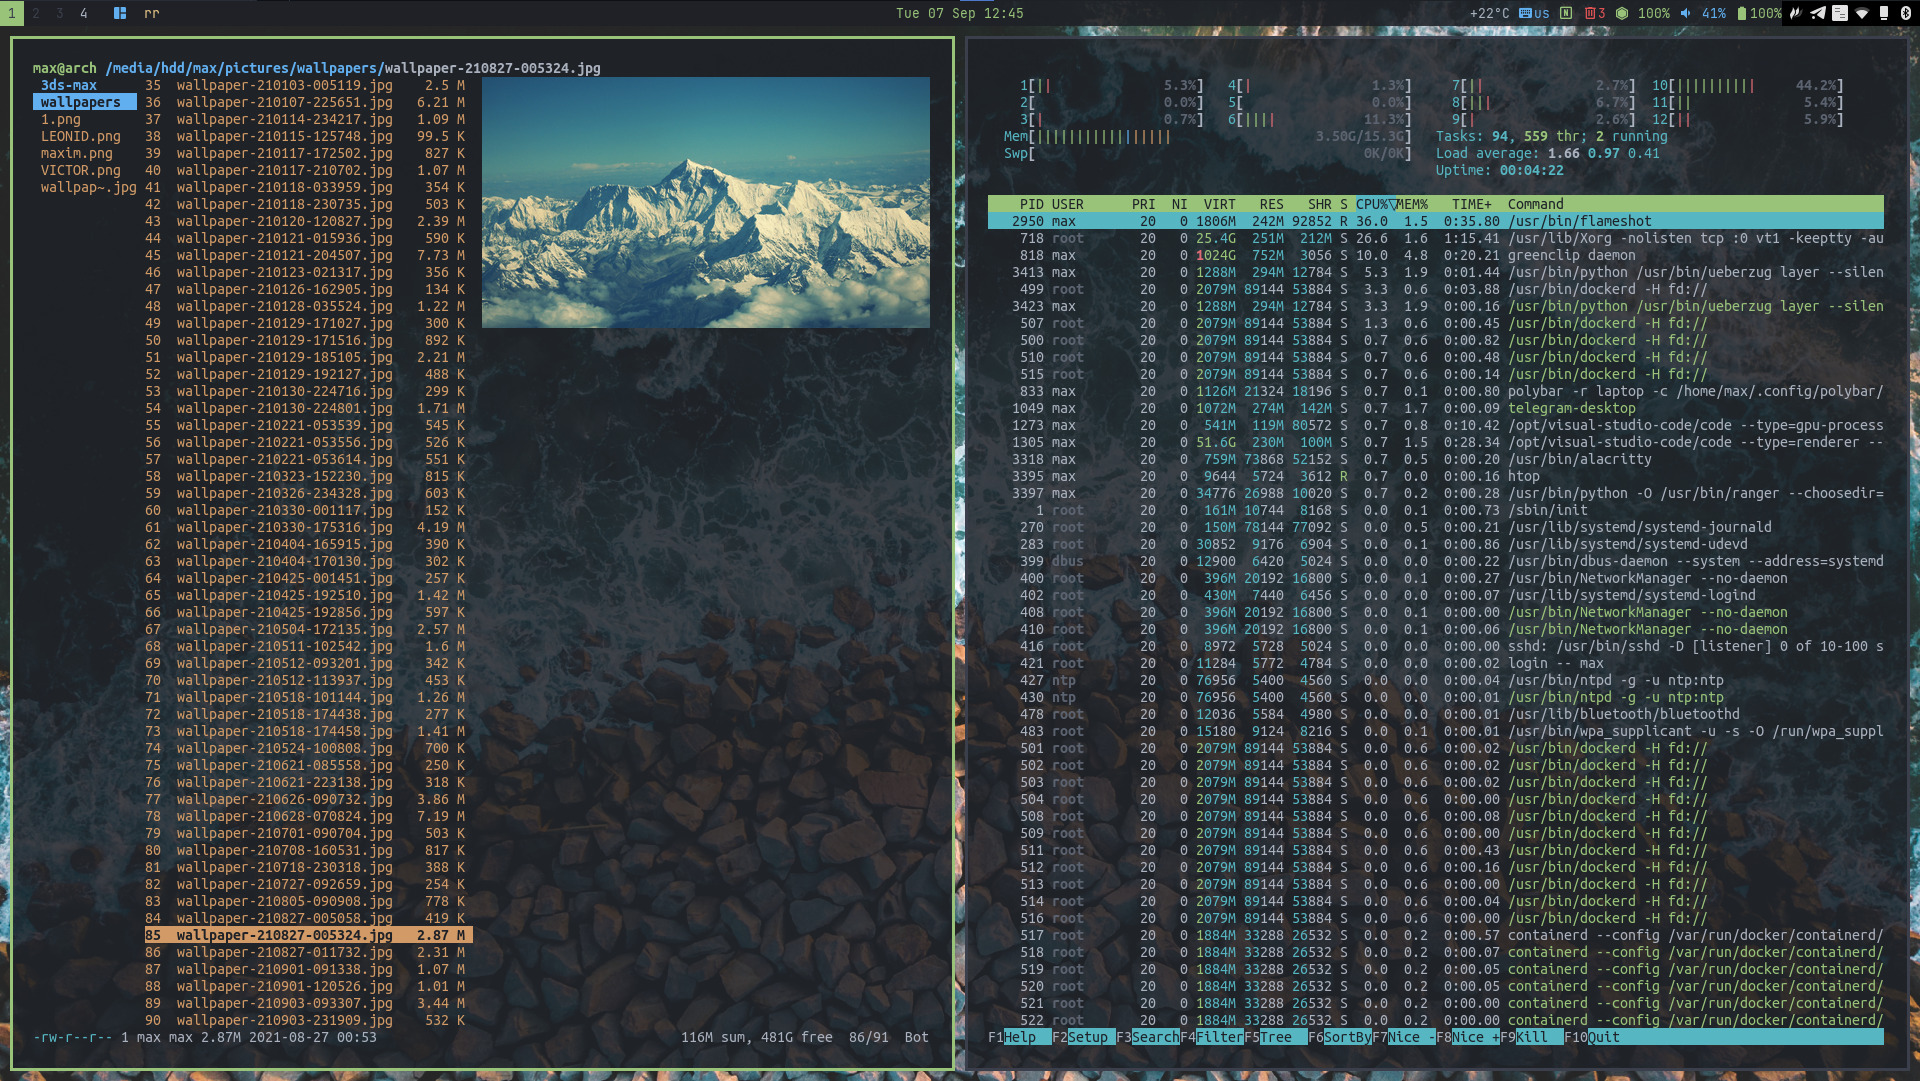 1 2 3 4 rr Tue 07 Sep 12:45 +22°C us N 3 100% 41% 100%
max@arch /media/hdd/max/pictures/wallpapers/wallpaper-210827-005324.jpg
3ds-max
wallpapers
1.png
LEONID.png
maxim.png
VICTOR.png
wallpap~.jpg
35 wallpaper-210103-005119.jpg 2.5 M
36 wallpaper-210107-225651.jpg 6.21 M
37 wallpaper-210114-234217.jpg 1.09 M
38 wallpaper-210115-125748.jpg 99.5 K
39 wallpaper-210117-172502.jpg 827 K
40 wallpaper-210117-210702.jpg 1.07 M
41 wallpaper-210118-033959.jpg 354 K
42 wallpaper-210118-230735.jpg 503 K
43 wallpaper-210120-120827.jpg 2.39 M
44 wallpaper-210121-015936.jpg 590 K
45 wallpaper-210121-204507.jpg 7.73 M
46 wallpaper-210123-021317.jpg 356 K
47 wallpaper-210126-162905.jpg 134 K
48 wallpaper-210128-035524.jpg 1.22 M
49 wallpaper-210129-171027.jpg 300 K
50 wallpaper-210129-171516.jpg 892 K
51 wallpaper-210129-185105.jpg 2.21 M
52 wallpaper-210129-192127.jpg 488 K
53 wallpaper-210130-224716.jpg 299 K
54 wallpaper-210130-224801.jpg 1.71 M
55 wallpaper-210221-053539.jpg 545 K
56 wallpaper-210221-053556.jpg 526 K
57 wallpaper-210221-053614.jpg 551 K
58 wallpaper-210323-152230.jpg 815 K
59 wallpaper-210326-234328.jpg 603 K
60 wallpaper-210330-001117.jpg 152 K
61 wallpaper-210330-175316.jpg 4.19 M
62 wallpaper-210404-165915.jpg 390 K
63 wallpaper-210404-170130.jpg 302 K
64 wallpaper-210425-001451.jpg 257 K
65 wallpaper-210425-192510.jpg 1.42 M
66 wallpaper-210425-192856.jpg 597 K
67 wallpaper-210504-172135.jpg 2.57 M
68 wallpaper-210511-102542.jpg 1.6 M
69 wallpaper-210512-093201.jpg 342 K
70 wallpaper-210512-113937.jpg 453 K
71 wallpaper-210518-101144.jpg 1.26 M
72 wallpaper-210518-174438.jpg 277 K
73 wallpaper-210518-174458.jpg 1.41 M
74 wallpaper-210524-100808.jpg 700 K
75 wallpaper-210621-085558.jpg 250 K
76 wallpaper-210621-223138.jpg 318 K
77 wallpaper-210626-090732.jpg 3.86 M
78 wallpaper-210628-070824.jpg 7.19 M
79 wallpaper-210701-090704.jpg 503 K
80 wallpaper-210708-160531.jpg 817 K
81 wallpaper-210718-230318.jpg 388 K
82 wallpaper-210727-092659.jpg 254 K
83 wallpaper-210805-090908.jpg 778 K
84 wallpaper-210827-005058.jpg 419 K
85 wallpaper-210827-005324.jpg 2.87 M
86 wallpaper-210827-011732.jpg 2.31 M
87 wallpaper-210901-091338.jpg 1.07 M
88 wallpaper-210901-120526.jpg 1.01 M
89 wallpaper-210903-093307.jpg 3.44 M
90 wallpaper-210903-231909.jpg 532 K
-rw-r--r-- 1 max max 2.87M 2021-08-27 00:53 116M sum, 481G free 86/91 Bot
1[|| 5.3%] 4[| 1.3%] 7[|| 2.7%] 10[|||||||||| 44.2%]
2[ 0.0%] 5[ 0.0%] 8[||| 6.7%] 11[|| 5.4%]
3[| 0.7%] 6[|||| 11.3%] 9[| 2.6%] 12[|| 5.9%]
Mem[||||||||||||||||| 3.50G/15.3G] Tasks: 94, 559 thr; 2 running
Swp[ 0K/0K] Load average: 1.66 0.97 0.41
Uptime: 00:04:22
PID USER PRI NI VIRT RES SHR S CPU%▽MEM% TIME+ Command
2950 max 20 0 1806M 242M 92852 R 36.0 1.5 0:35.80 /usr/bin/flameshot
718 root 20 0 25.4G 251M 212M S 26.6 1.6 1:15.41 /usr/lib/Xorg -nolisten tcp :0 vt1 -keeptty -au
818 max 20 0 1024G 752M 3056 S 10.0 4.8 0:20.21 greenclip daemon
3413 max 20 0 1288M 294M 12784 S 5.3 1.9 0:01.44 /usr/bin/python /usr/bin/ueberzug layer --silen
499 root 20 0 2079M 89144 53884 S 3.3 0.6 0:03.88 /usr/bin/dockerd -H fd://
3423 max 20 0 1288M 294M 12784 S 3.3 1.9 0:00.16 /usr/bin/python /usr/bin/ueberzug layer --silen
507 root 20 0 2079M 89144 53884 S 1.3 0.6 0:00.45 /usr/bin/dockerd -H fd://
500 root 20 0 2079M 89144 53884 S 0.7 0.6 0:00.82 /usr/bin/dockerd -H fd://
510 root 20 0 2079M 89144 53884 S 0.7 0.6 0:00.48 /usr/bin/dockerd -H fd://
515 root 20 0 2079M 89144 53884 S 0.7 0.6 0:00.14 /usr/bin/dockerd -H fd://
833 max 20 0 1126M 21324 18196 S 0.7 0.1 0:00.80 polybar -r laptop -c /home/max/.config/polybar/
1049 max 20 0 1072M 274M 142M S 0.7 1.7 0:00.09 telegram-desktop
1273 max 20 0 541M 119M 80572 S 0.7 0.8 0:10.42 /opt/visual-studio-code/code --type=gpu-process
1305 max 20 0 51.6G 230M 100M S 0.7 1.5 0:28.34 /opt/visual-studio-code/code --type=renderer --
3318 max 20 0 759M 73868 52152 S 0.7 0.5 0:00.20 /usr/bin/alacritty
3395 max 20 0 9644 5724 3612 R 0.7 0.0 0:00.16 htop
3397 max 20 0 34776 26988 10020 S 0.7 0.2 0:00.28 /usr/bin/python -O /usr/bin/ranger --choosedir=
1 root 20 0 161M 10744 8168 S 0.0 0.1 0:00.73 /sbin/init
270 root 20 0 150M 78144 77092 S 0.0 0.5 0:00.21 /usr/lib/systemd/systemd-journald
283 root 20 0 30852 9176 6904 S 0.0 0.1 0:00.86 /usr/lib/systemd/systemd-udevd
399 dbus 20 0 12900 6420 5024 S 0.0 0.0 0:00.22 /usr/bin/dbus-daemon --system --address=systemd
400 root 20 0 396M 20192 16800 S 0.0 0.1 0:00.27 /usr/bin/NetworkManager --no-daemon
402 root 20 0 430M 7440 6456 S 0.0 0.0 0:00.07 /usr/lib/systemd/systemd-logind
408 root 20 0 396M 20192 16800 S 0.0 0.1 0:00.00 /usr/bin/NetworkManager --no-daemon
410 root 20 0 396M 20192 16800 S 0.0 0.1 0:00.06 /usr/bin/NetworkManager --no-daemon
416 root 20 0 8972 5728 5024 S 0.0 0.0 0:00.00 sshd: /usr/bin/sshd -D [listener] 0 of 10-100 s
421 root 20 0 11284 5772 4784 S 0.0 0.0 0:00.02 login -- max
427 ntp 20 0 76956 5400 4560 S 0.0 0.0 0:00.04 /usr/bin/ntpd -g -u ntp:ntp
430 ntp 20 0 76956 5400 4560 S 0.0 0.0 0:00.01 /usr/bin/ntpd -g -u ntp:ntp
478 root 20 0 12036 5584 4980 S 0.0 0.0 0:00.01 /usr/lib/bluetooth/bluetoothd
483 root 20 0 15180 9124 8216 S 0.0 0.1 0:00.01 /usr/bin/wpa_supplicant -u -s -O /run/wpa_suppl
501 root 20 0 2079M 89144 53884 S 0.0 0.6 0:00.02 /usr/bin/dockerd -H fd://
502 root 20 0 2079M 89144 53884 S 0.0 0.6 0:00.02 /usr/bin/dockerd -H fd://
503 root 20 0 2079M 89144 53884 S 0.0 0.6 0:00.02 /usr/bin/dockerd -H fd://
504 root 20 0 2079M 89144 53884 S 0.0 0.6 0:00.00 /usr/bin/dockerd -H fd://
508 root 20 0 2079M 89144 53884 S 0.0 0.6 0:00.08 /usr/bin/dockerd -H fd://
509 root 20 0 2079M 89144 53884 S 0.0 0.6 0:00.00 /usr/bin/dockerd -H fd://
511 root 20 0 2079M 89144 53884 S 0.0 0.6 0:00.43 /usr/bin/dockerd -H fd://
512 root 20 0 2079M 89144 53884 S 0.0 0.6 0:00.16 /usr/bin/dockerd -H fd://
513 root 20 0 2079M 89144 53884 S 0.0 0.6 0:00.00 /usr/bin/dockerd -H fd://
514 root 20 0 2079M 89144 53884 S 0.0 0.6 0:00.04 /usr/bin/dockerd -H fd://
516 root 20 0 2079M 89144 53884 S 0.0 0.6 0:00.00 /usr/bin/dockerd -H fd://
517 root 20 0 1884M 33288 26532 S 0.0 0.2 0:00.57 containerd --config /var/run/docker/containerd/
518 root 20 0 1884M 33288 26532 S 0.0 0.2 0:00.07 containerd --config /var/run/docker/containerd/
519 root 20 0 1884M 33288 26532 S 0.0 0.2 0:00.05 containerd --config /var/run/docker/containerd/
520 root 20 0 1884M 33288 26532 S 0.0 0.2 0:00.05 containerd --config /var/run/docker/containerd/
521 root 20 0 1884M 33288 26532 S 0.0 0.2 0:00.00 containerd --config /var/run/docker/containerd/
522 root 20 0 1884M 33288 26532 S 0.0 0.2 0:00.00 containerd --config /var/run/docker/containerd/
F1Help F2Setup F3SearchF4FilterF5Tree F6SortByF7Nice -F8Nice +F9Kill F10Quit